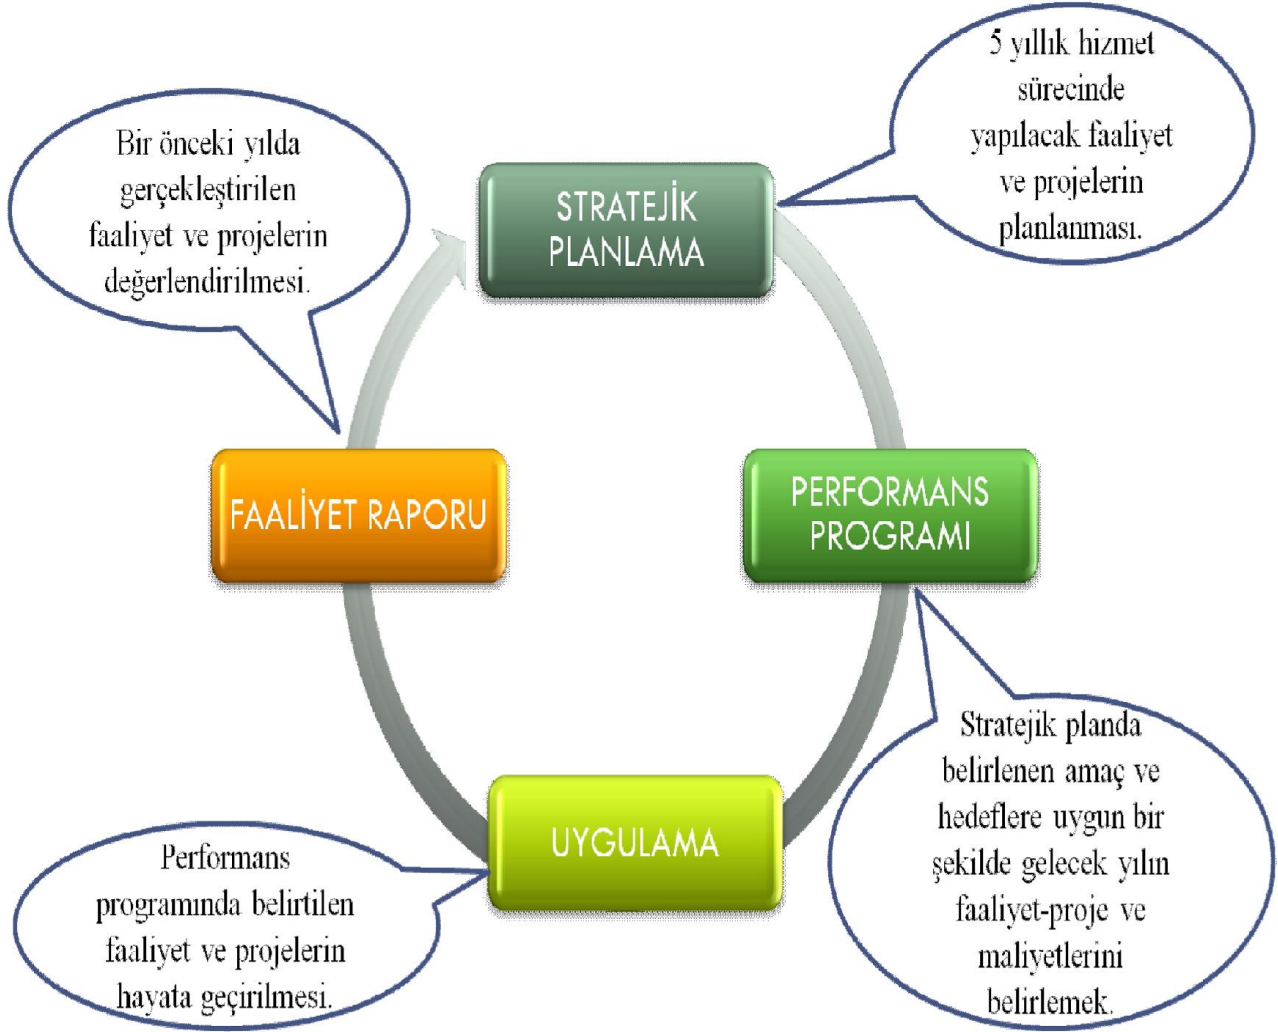 5 yıllık hizmet
sürecinde
yapılacak faaliyet
ve projelerin
planlanması.
Bir önceki yılda
gerçekleştirilen
faaliyet ve projelerin
değerlendirilmesi.
STRATEJİK
PLANLAMA
FAALİYET RAPORU
PERFORMANS
PROGRAMI
UYGULAMA
Performans
programında belirtilen
faaliyet ve projelerin
hayata geçirilmesi.
Stratejik planda
belirlenen amaç ve
hedeflere uygun bir
şekilde gelecek yılın
faaliyet-proje ve
maliyetlerini
belirlemek.